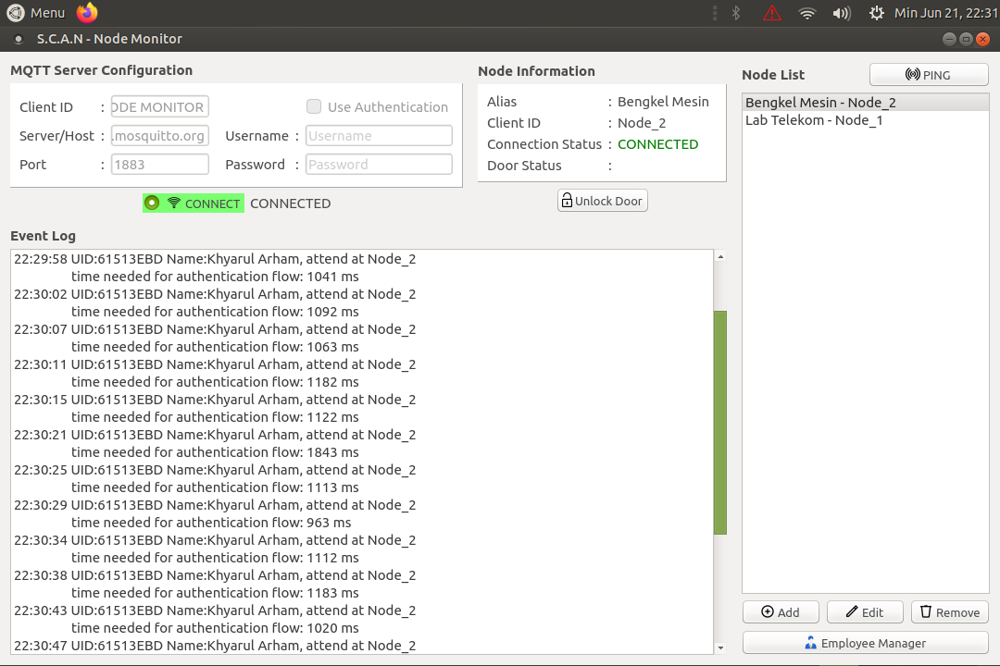 Menu
Min Jun 21, 22:31
S.C.A.N - Node Monitor
MQTT Server Configuration
Client ID : ODE MONITOR
Use Authentication
Server/Host : .mosquitto.org
Username : Username
Port : 1883
Password : Password
CONNECT CONNECTED
Node Information
Alias : Bengkel Mesin
Client ID : Node_2
Connection Status : CONNECTED
Door Status :
Unlock Door
Node List
PING
Bengkel Mesin - Node_2
Lab Telekom - Node_1
Event Log
22:29:58 UID:61513EBD Name:Khyarul Arham, attend at Node_2
time needed for authentication flow: 1041 ms
22:30:02 UID:61513EBD Name:Khyarul Arham, attend at Node_2
time needed for authentication flow: 1092 ms
22:30:07 UID:61513EBD Name:Khyarul Arham, attend at Node_2
time needed for authentication flow: 1063 ms
22:30:11 UID:61513EBD Name:Khyarul Arham, attend at Node_2
time needed for authentication flow: 1182 ms
22:30:15 UID:61513EBD Name:Khyarul Arham, attend at Node_2
time needed for authentication flow: 1122 ms
22:30:21 UID:61513EBD Name:Khyarul Arham, attend at Node_2
time needed for authentication flow: 1843 ms
22:30:25 UID:61513EBD Name:Khyarul Arham, attend at Node_2
time needed for authentication flow: 1113 ms
22:30:29 UID:61513EBD Name:Khyarul Arham, attend at Node_2
time needed for authentication flow: 963 ms
22:30:34 UID:61513EBD Name:Khyarul Arham, attend at Node_2
time needed for authentication flow: 1112 ms
22:30:38 UID:61513EBD Name:Khyarul Arham, attend at Node_2
time needed for authentication flow: 1183 ms
22:30:43 UID:61513EBD Name:Khyarul Arham, attend at Node_2
time needed for authentication flow: 1020 ms
22:30:47 UID:61513EBD Name:Khyarul Arham, attend at Node_2
Add
Edit
Remove
Employee Manager